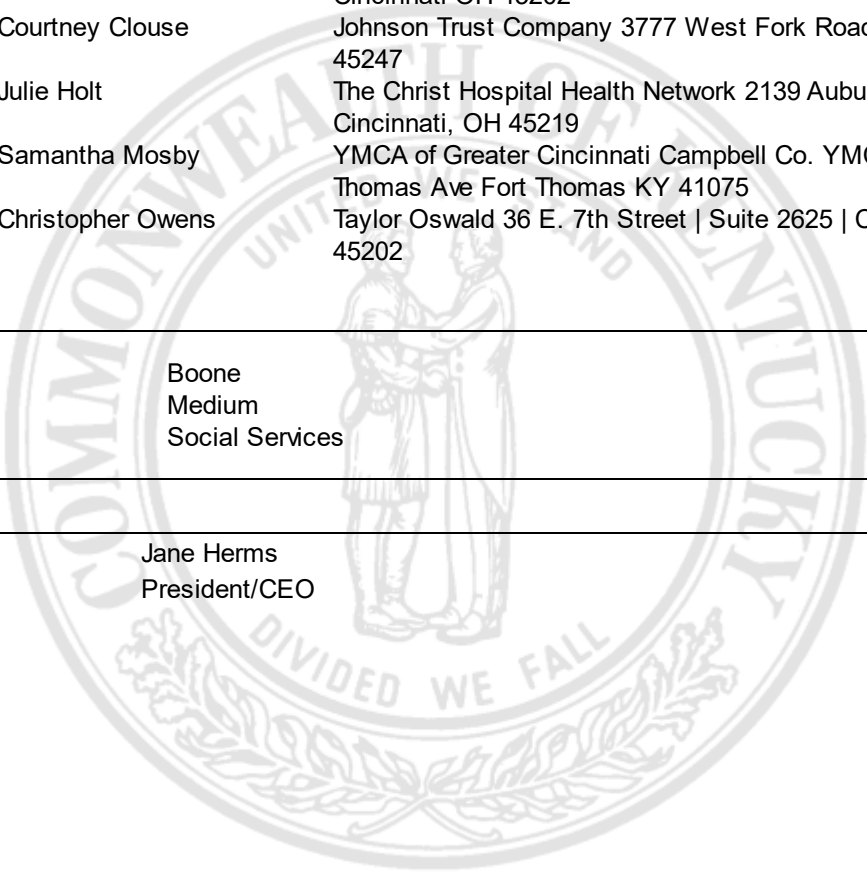 Courtney Clouse Johnson Trust Company 3777 West Fork Road
45247
Julie Holt The Christ Hospital Health Network 2139
Cincinnati, OH 45219
Samantha Mosby YMCA of Greater Cincinnati Campbell Co.
Thomas Ave Fort Thomas KY 41075
Christopher Owens Taylor Oswald 36 E. 7th Street | Suite 2625 |
45202
Boone
Medium
Social Services
Jane Herms
President/CEO
COMMONWEALTH OF KENTUCKY
UNITED WE STAND
DIVIDED WE FALL